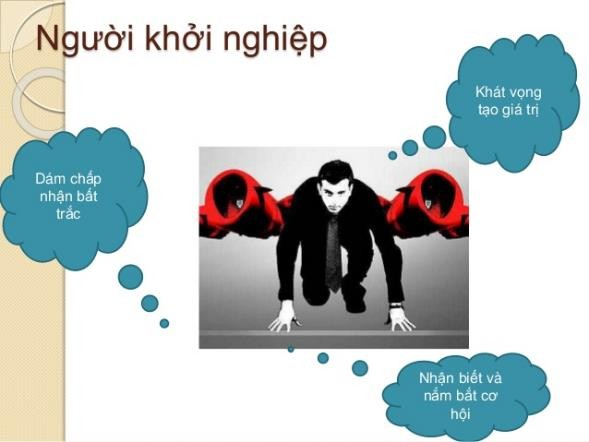 Người khởi nghiệp
Khát vọng
tạo giá trị
Dám chấp
nhận bất
trắc
Nhận biết và
nắm bắt cơ
hội